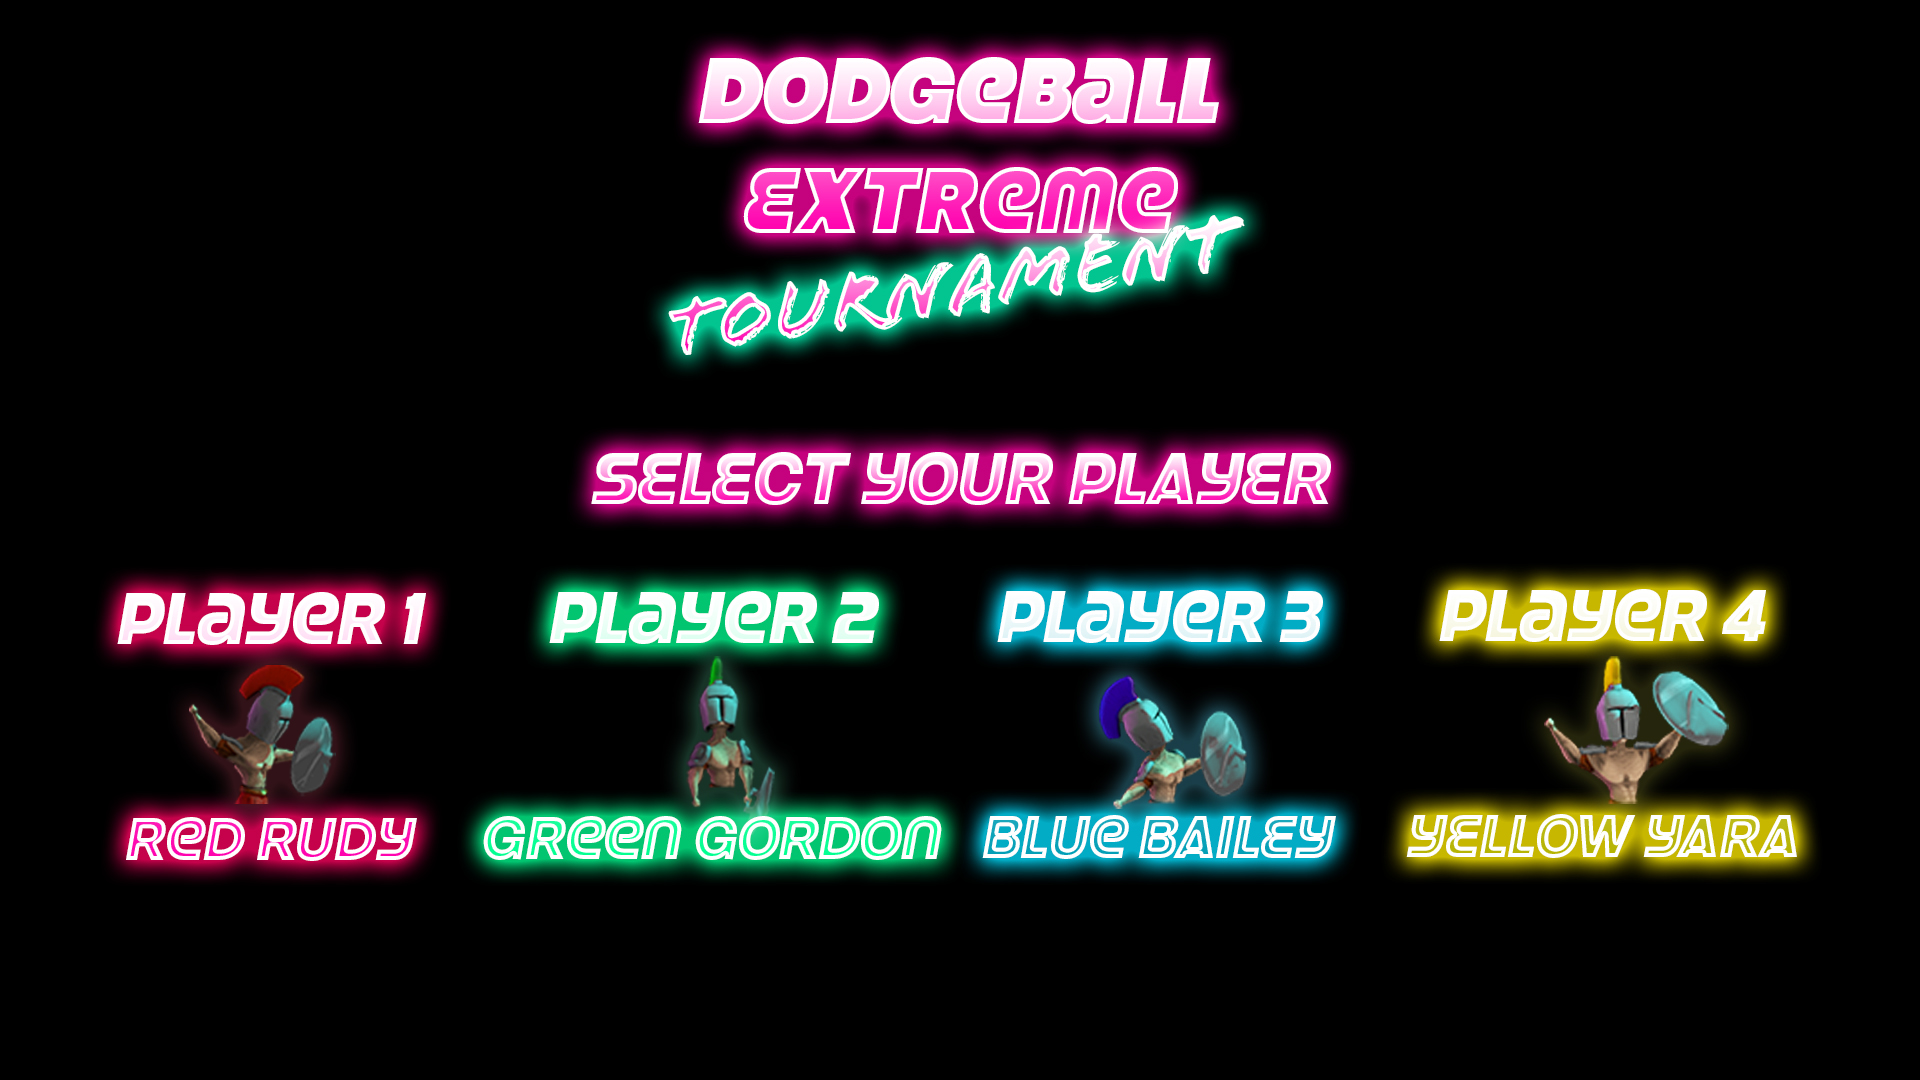 DODGEBALL
EXTREME
TOURNAMENT
SELECT YOUR PLAYER
PLAYER 1
PLAYER 2
PLAYER 3
PLAYER 4
RED RUDY
GREEN GORDON
BLUE BAILEY
YELLOW YARA